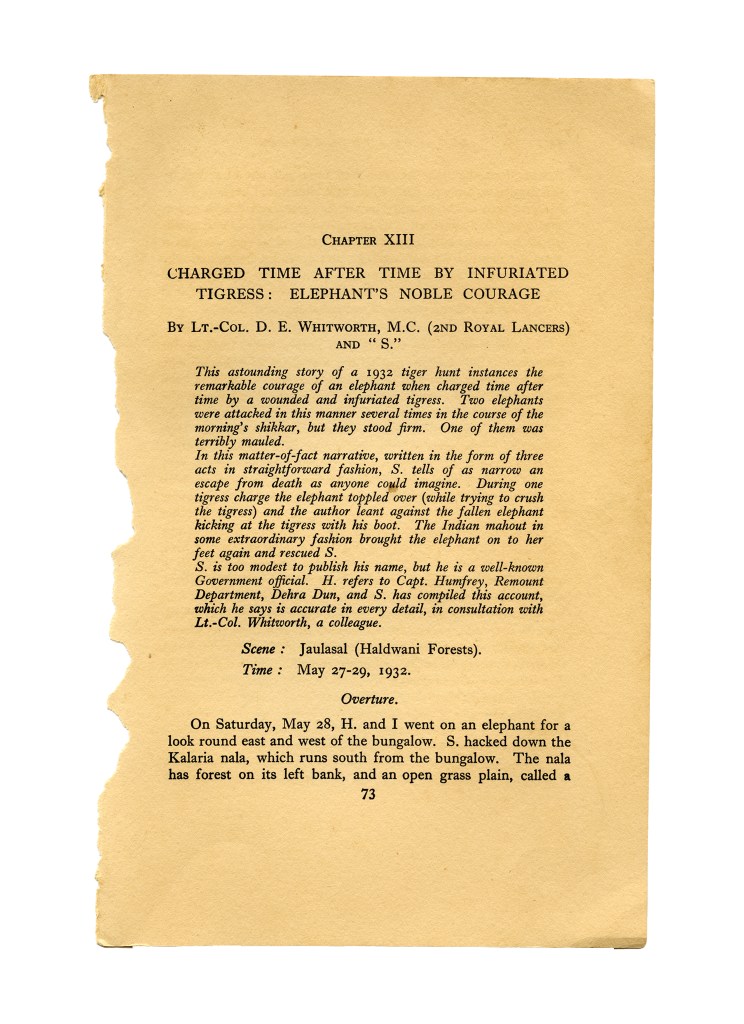 CHAPTER XIII
CHARGED TIME AFTER TIME BY INFURIATED
TIGRESS: ELEPHANT'S NOBLE COURAGE
BY LT.-COL. D. E. WHITWORTH, M.C. (2ND ROYAL LANCERS)
AND "S."
This astounding story of a 1932 tiger hunt instances the
remarkable courage of an elephant when charged time after
time by a wounded and infuriated tigress. Two elephants
were attacked in this manner several times in the course of the
morning's shikkar, but they stood firm. One of them was
terribly mauled.
In this matter-of-fact narrative, written in the form of three
acts in straightforward fashion, S. tells of as narrow an
escape from death as anyone could imagine. During one
tigress charge the elephant toppled over (while trying to crush
the tigress) and the author leant against the fallen elephant
kicking at the tigress with his boot. The Indian mahout in
some extraordinary fashion brought the elephant on to her
feet again and rescued S.
S. is too modest to publish his name, but he is a well-known
Government official. H. refers to Capt. Humfrey, Remount
Department, Dehra Dun, and S. has compiled this account,
which he says is accurate in every detail, in consultation with
Lt.-Col. Whitworth, a colleague.
Scene: Jaulasal (Haldwani Forests).
Time: May 27-29, 1932.
Overture.
On Saturday, May 28, H. and I went on an elephant for a
look round east and west of the bungalow. S. hacked down the
Kalaria nala, which runs south from the bungalow. The nala
has forest on its left bank, and an open grass plain, called a
73